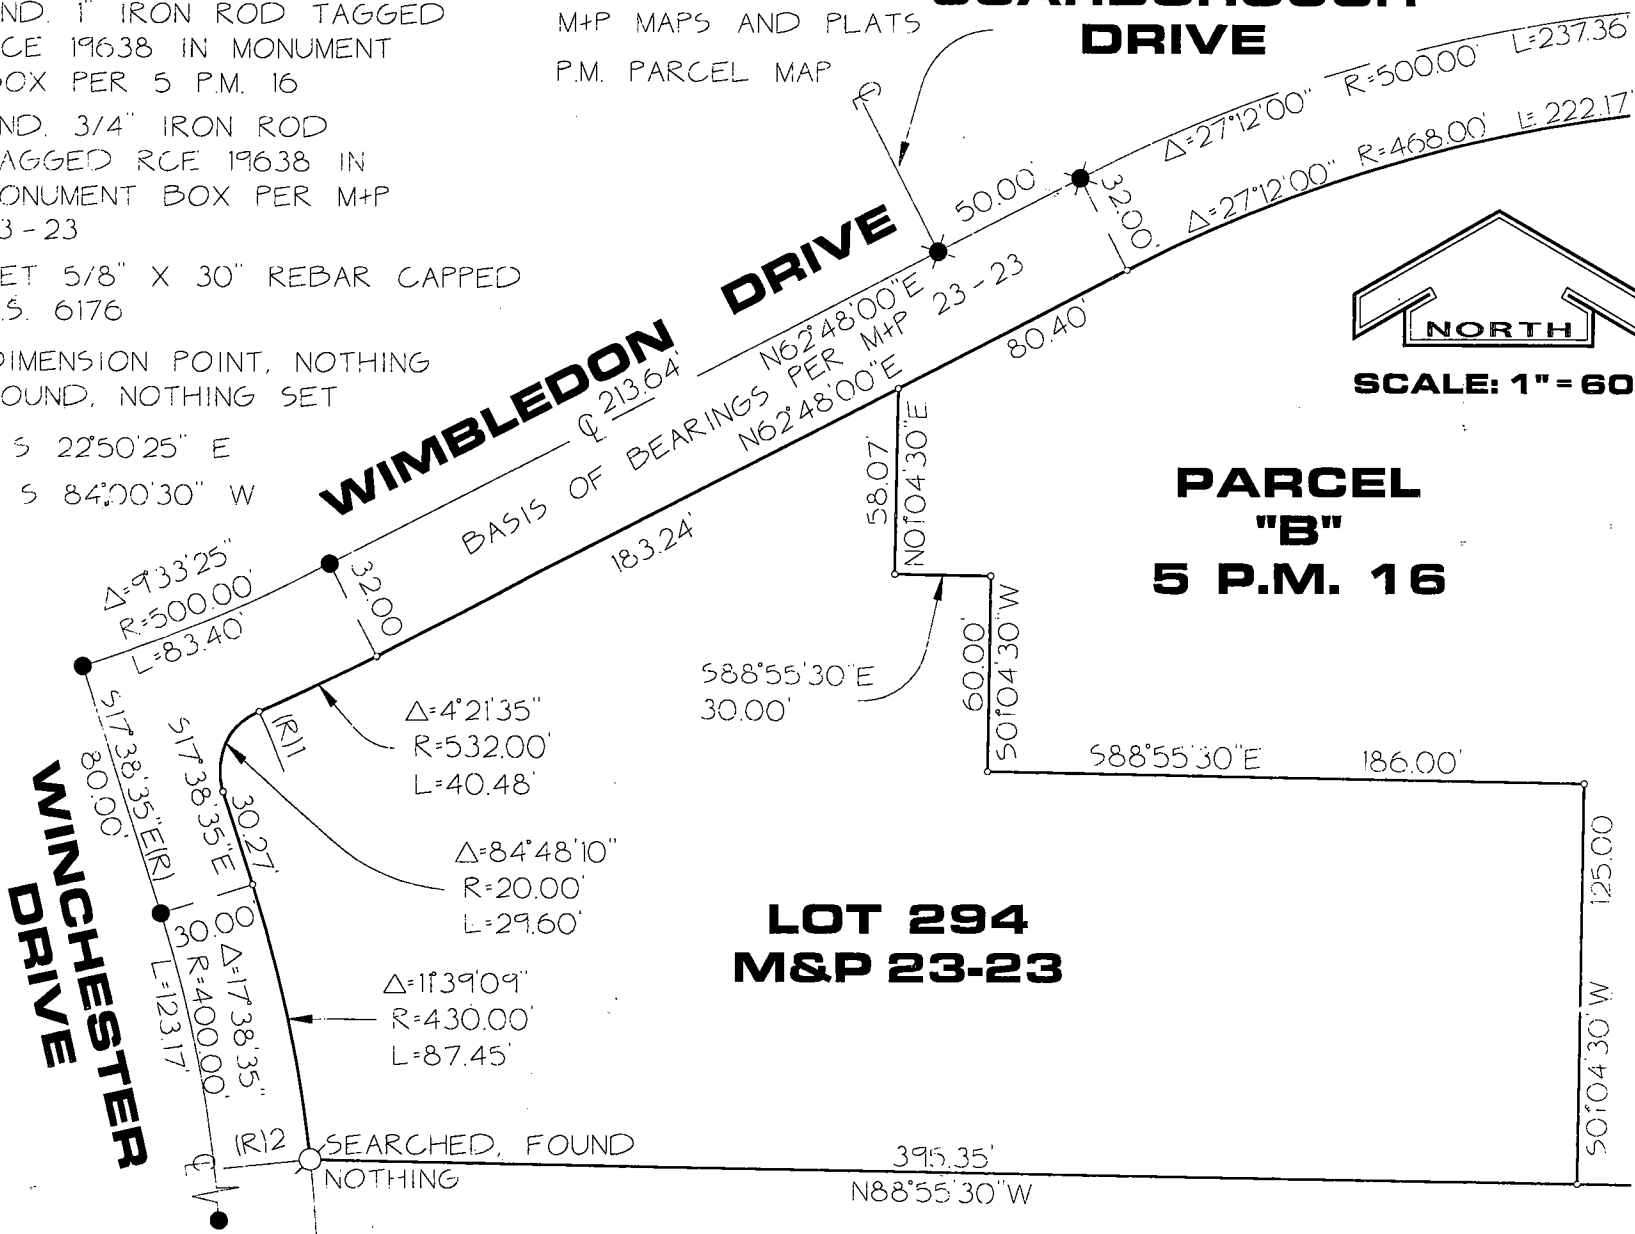 ND. 1" IRON ROD TAGGED
CE 19638 IN MONUMENT
OX PER 5 P.M. 16
ND. 3/4" IRON ROD
AGGED RCE 19638 IN
ONUMENT BOX PER M+P
3-23
ET 5/8" X 30" REBAR CAPPED
.S. 6176
DIMENSION POINT, NOTHING
OUND, NOTHING SET
S 22°50'25" E
S 84°00'30" W
M+P MAPS AND PLATS
P.M. PARCEL MAP
SCARBOROUGH
DRIVE
Δ=27°12'00" R=500.00' L=237.36'
Δ=27°12'00" R=468.00' L=222.17'
50.00'
32.00'
WIMBLEDON DRIVE
℄ 213.64'
N62°48'00"E
BASIS OF BEARINGS PER M+P 23-23
N62°48'00"E
80.40'
183.24'
NORTH
SCALE: 1"=60
58.07'
N01°04'30"E
PARCEL
"B"
5 P.M. 16
Δ=9°33'25"
R=500.00'
L=83.40'
32.00
S88°55'30"E
30.00'
60.00'
S01°04'30"W
S88°55'30"E 186.00'
(R)1
Δ=4°21'35"
R=532.00'
L=40.48'
S17°38'35"E(R)
80.00'
S17°38'35"E
30.27'
Δ=84°48'10"
R=20.00'
L=29.60'
WINCHESTER
DRIVE
30.00'
Δ=17°38'35"
R=400.00'
L=123.17'
Δ=11°39'09"
R=430.00'
L=87.45'
LOT 294
M&P 23-23
125.00
S01°04'30"W
(R)2
SEARCHED, FOUND
NOTHING
℄
395.35'
N88°55'30"W